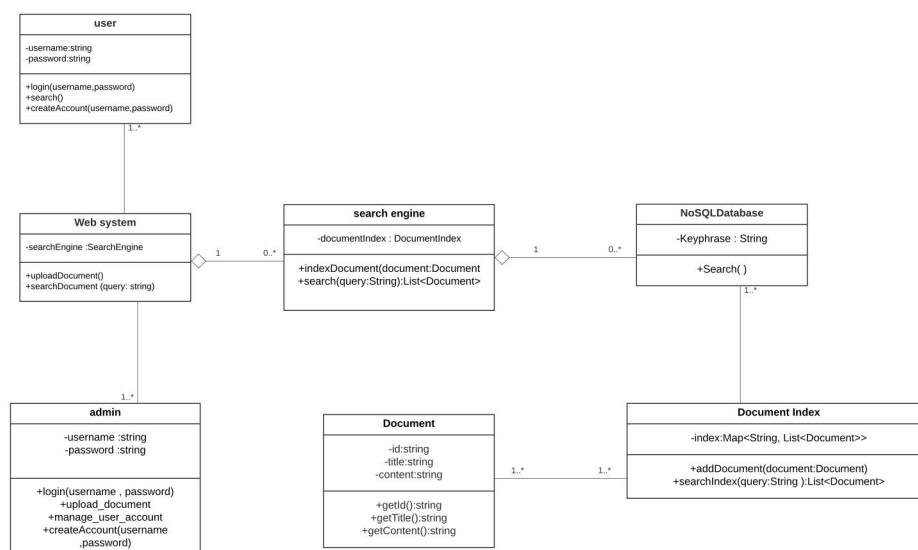 user
-username:string
-password:string
+login(username,password)
+search()
+createAccount(username,password)
1..*
Web system
-searchEngine :SearchEngine
+uploadDocument()
+searchDocument (query: string)
1
0..*
search engine
-documentIndex : DocumentIndex
+indexDocument(document:Document
+search(query:String):List<Document>
1
0..*
NoSQLDatabase
-Keyphrase : String
+Search( )
1..*
1..*
admin
-username :string
-password :string
+login(username , password)
+upload_document
+manage_user_account
+createAccount(username
,password)
Document
-id:string
-title:string
-content:string
+getId():string
+getTitle():string
+getContent():string
1..*
1..*
Document Index
-index:Map<String, List<Document>>
+addDocument(document:Document)
+searchIndex(query:String ):List<Document>